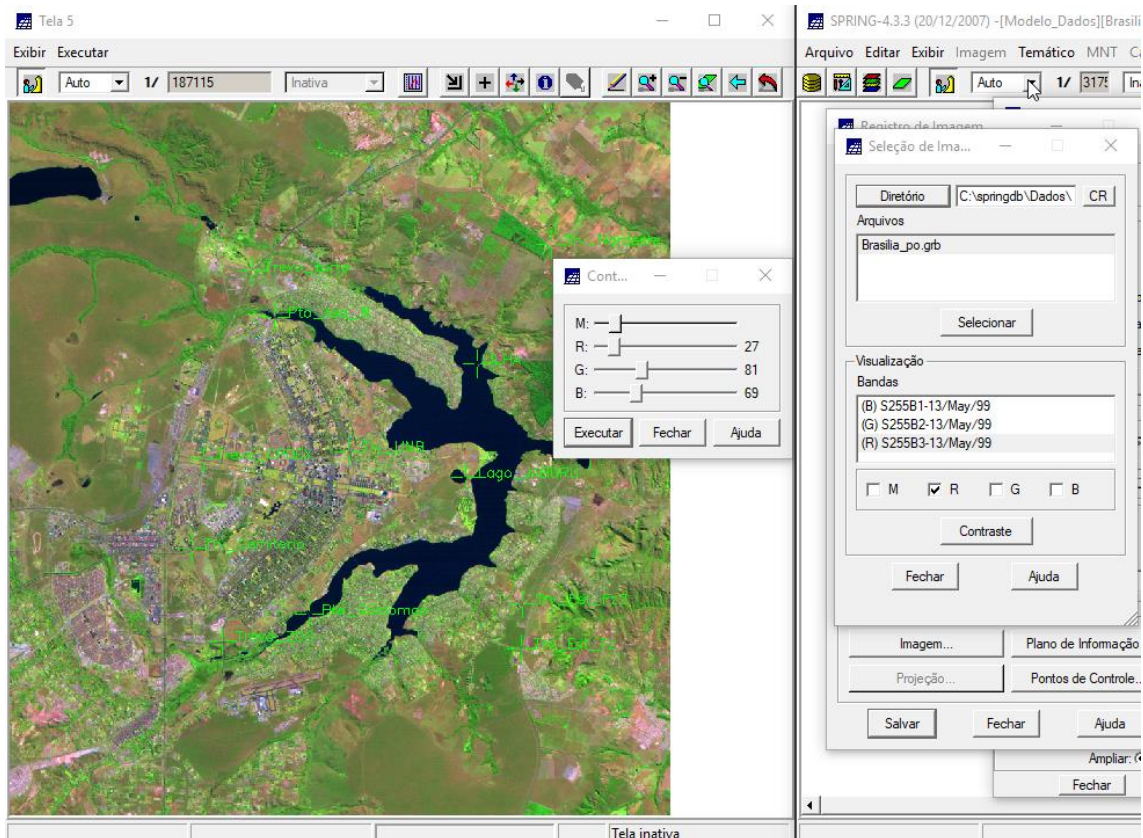 Tela 5
Exibir Executar
Auto 1/ 187115 Inativa
Cont...
M:
R: 27
G: 81
B: 69
Executar Fechar Ajuda
Lago
Tela inativa
SPRING-4.3.3 (20/12/2007) -[Modelo_Dados][Brasili
Arquivo Editar Exibir Imagem Temático MNT Ca
Auto 1/ 317
Registro de Imagem
Seleção de Ima...
Diretório C:\springdb\Dados\ CR
Arquivos
Brasilia_po.grb
Selecionar
Visualização
Bandas
(B) S255B1-13/May/99
(G) S255B2-13/May/99
(R) S255B3-13/May/99
M R G B
Contraste
Fechar Ajuda
Imagem... Plano de Informação
Projeção... Pontos de Controle..
Salvar Fechar Ajuda
Ampliar:
Fechar